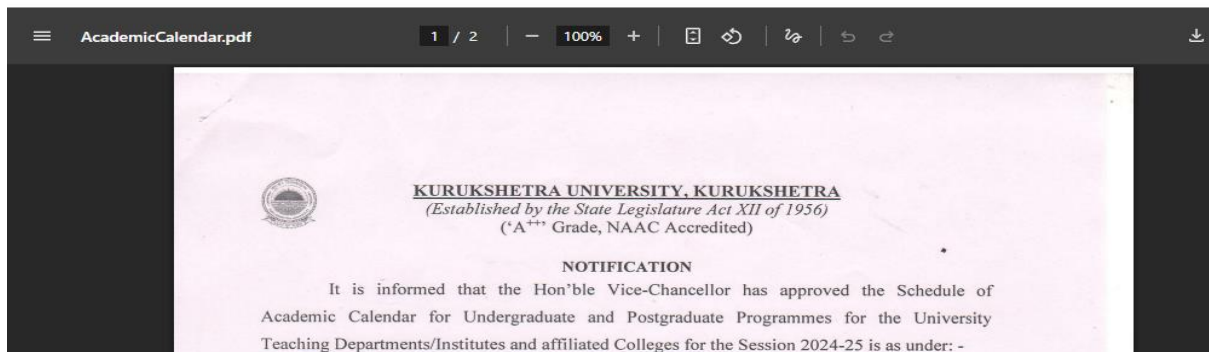 AcademicCalendar.pdf 1 / 2 100%
KURUKSHETRA UNIVERSITY, KURUKSHETRA
(Established by the State Legislature Act XII of 1956)
('A+++' Grade, NAAC Accredited)
NOTIFICATION
It is informed that the Hon'ble Vice-Chancellor has approved the Schedule of
Academic Calendar for Undergraduate and Postgraduate Programmes for the University
Teaching Departments/Institutes and affiliated Colleges for the Session 2024-25 is as under: -